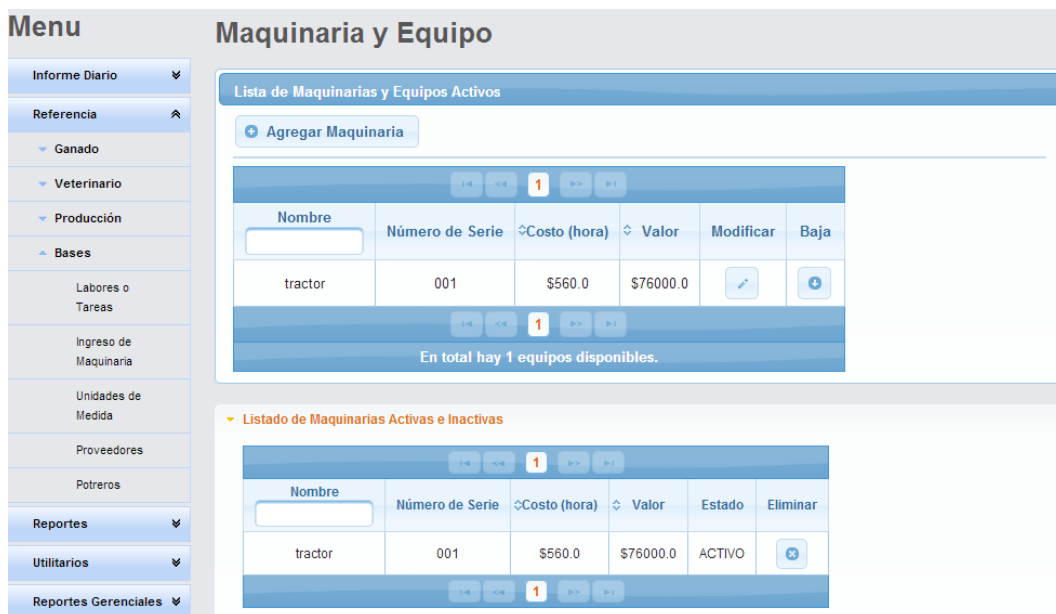 Menu
Informe Diario
Referencia
Ganado
Veterinario
Producción
Bases
Labores o
Tareas
Ingreso de
Maquinaria
Unidades de
Medida
Proveedores
Potreros
Reportes
Utilitarios
Reportes Gerenciales
Maquinaria y Equipo
Lista de Maquinarias y Equipos Activos
Agregar Maquinaria
1
Nombre Número de Serie Costo (hora) Valor Modificar Baja
tractor 001 $560.0 $76000.0
1
En total hay 1 equipos disponibles.
Listado de Maquinarias Activas e Inactivas
1
Nombre Número de Serie Costo (hora) Valor Estado Eliminar
tractor 001 $560.0 $76000.0 ACTIVO
1